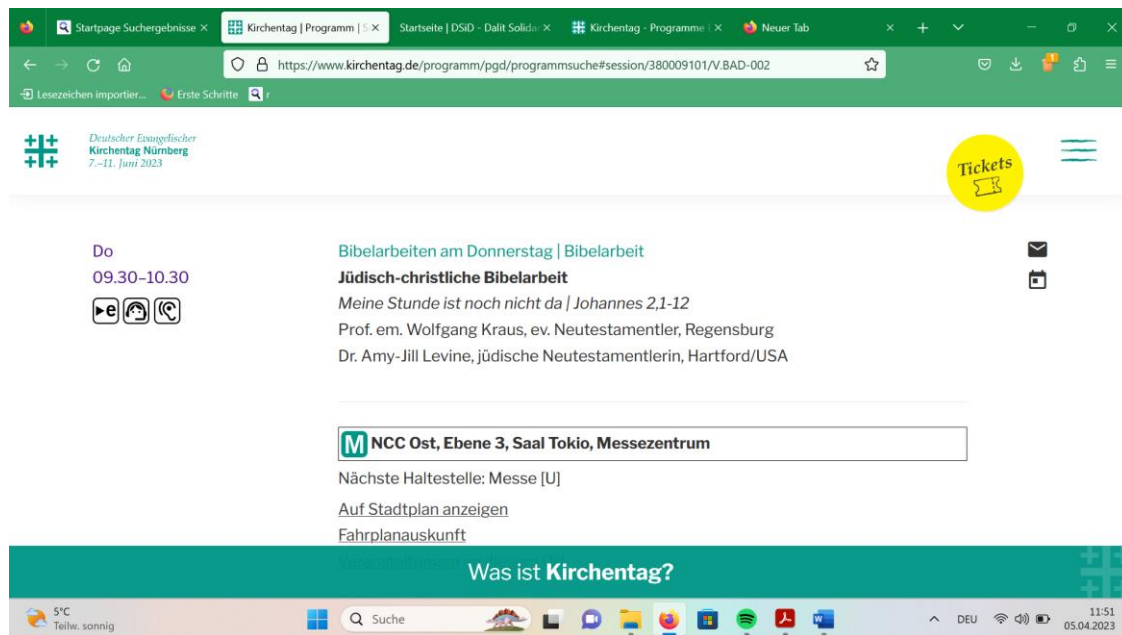 Startpage Suchergebnisse
Kirchentag | Programm | S
Startseite | DSiD - Dalit Solidar
Kirchentag - Programme |
Neuer Tab
https://www.kirchentag.de/programm/pgd/programmsuche#session/380009101/V.BAD-002
1
Lesezeichen importier...
Erste Schritte
r
Deutscher Evangelischer
Kirchentag Nürnberg
7.–11. Juni 2023
Tickets
Do
09.30–10.30
Bibelarbeiten am Donnerstag | Bibelarbeit
Jüdisch-christliche Bibelarbeit
Meine Stunde ist noch nicht da | Johannes 2,1-12
Prof. em. Wolfgang Kraus, ev. Neutestamentler, Regensburg
Dr. Amy-Jill Levine, jüdische Neutestamentlerin, Hartford/USA
M NCC Ost, Ebene 3, Saal Tokio, Messezentrum
Nächste Haltestelle: Messe [U]
Auf Stadtplan anzeigen
Fahrplanauskunft
Was ist Kirchentag?
5°C
Teilw. sonnig
Suche
DEU
11:51
05.04.2023